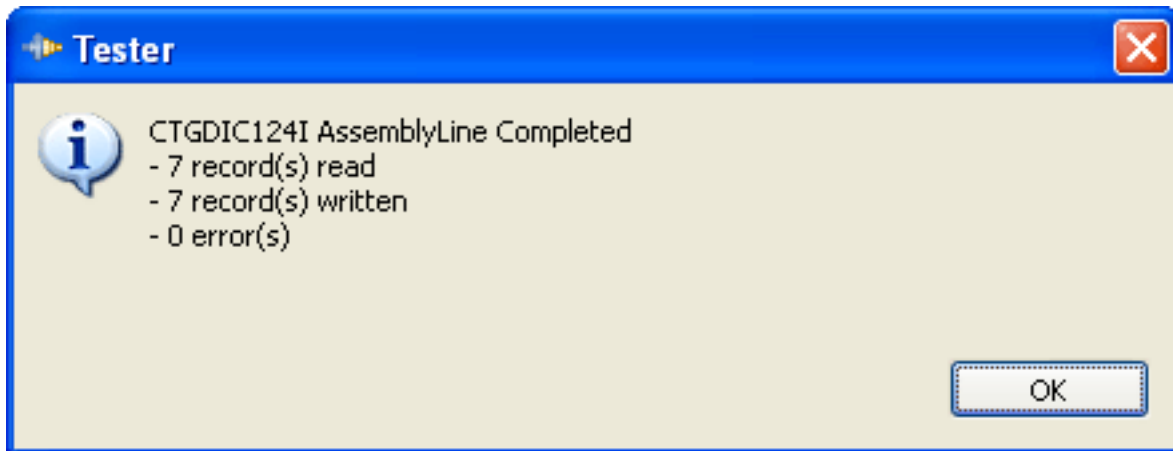 Tester
CTGDIC124I AssemblyLine Completed
- 7 record(s) read
- 7 record(s) written
- 0 error(s)
OK